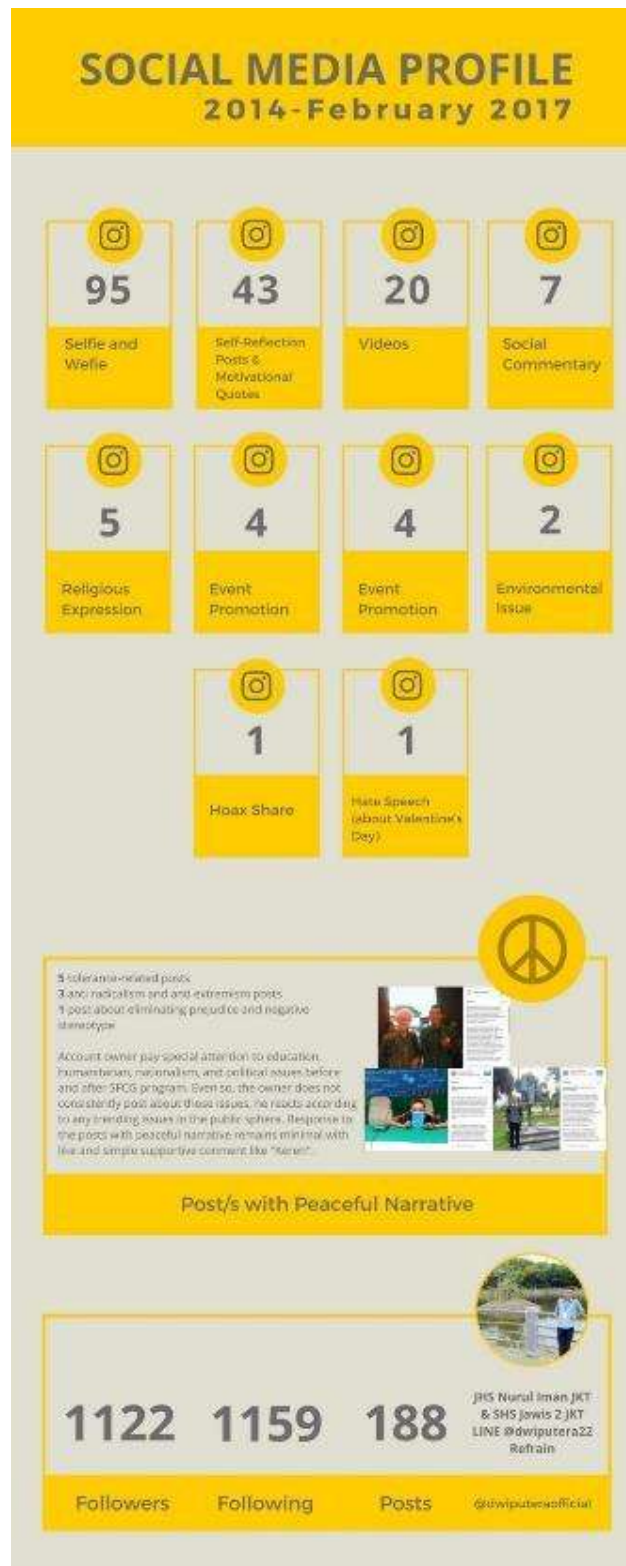 SOCIAL MEDIA PROFILE
2014-February 2017
95
Selfie and
Wefie
43
Self-Reflection
Posts &
Motivational
Quotes
20
Videos
7
Social
Commentary
5
Religious
Expression
4
Event
Promotion
4
Event
Promotion
2
Environmental
Issue
1
Hoax Share
1
Hate Speech
(about Valentine's
Day)
5 tolerance-related posts
3 anti radicalism and anti-extremism posts
1 post about eliminating prejudice and negative
stereotype
Account owner pay special attention to education,
humanitarian, nationalism, and political issues before
and after SFCG program. Even so, the owner does not
consistently post about those issues, he reacts according
to any trending issues in the public sphere. Response to
the posts with peaceful narrative remains minimal with
like and simple supportive comment like "Keren".
Post/s with Peaceful Narrative
1122
Followers
1159
Following
188
Posts
JHS Nurul Iman JKT
& SHS Jawis 2 JKT
LINE @dwiputera22
Refrain
@dwiputeraofficial